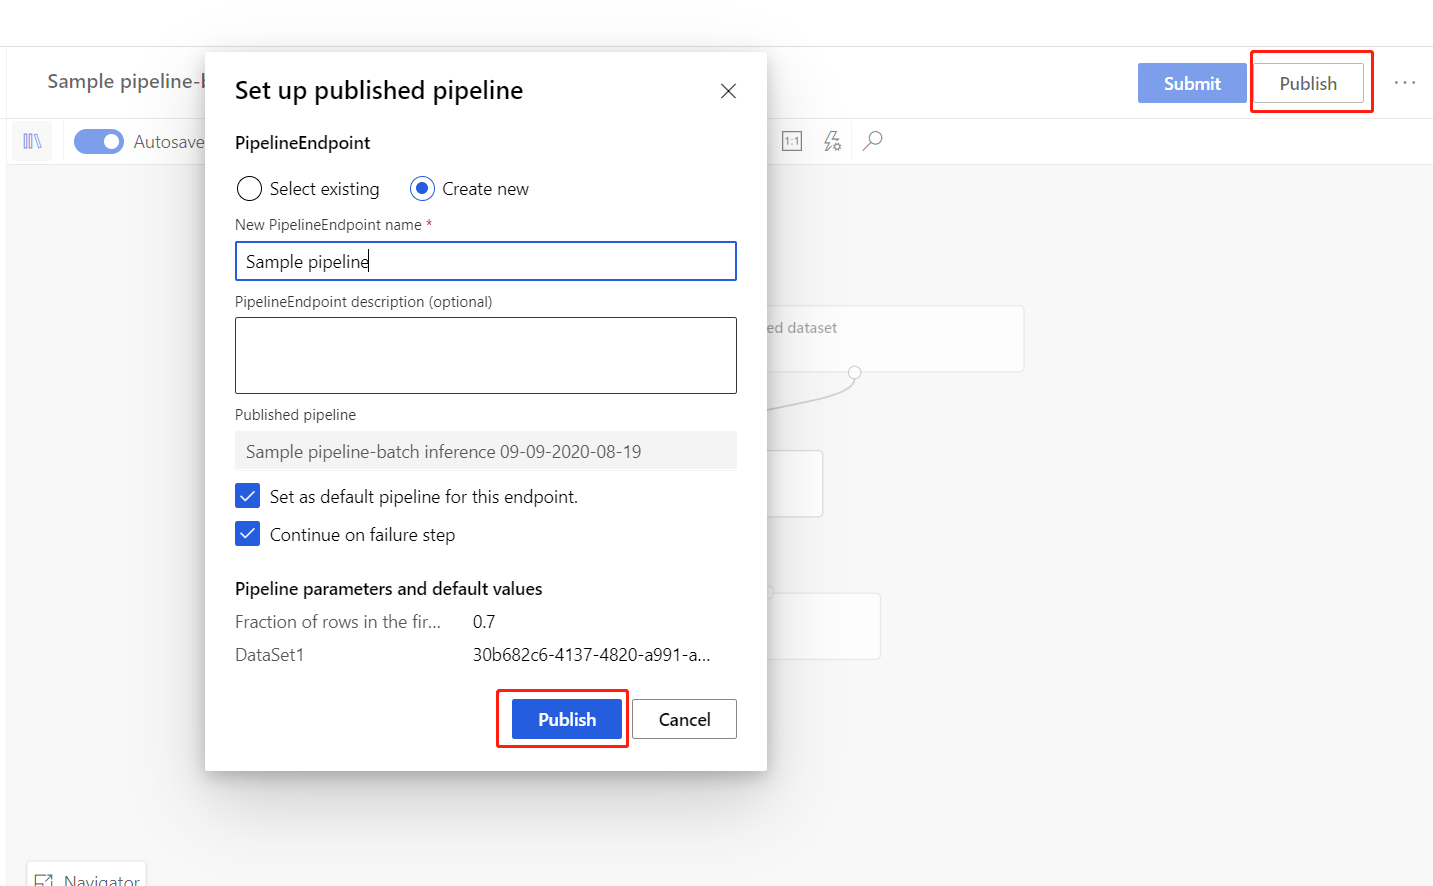 Sample pipeline-b
Submit
Publish
Autosave
1:1
Set up published pipeline
PipelineEndpoint
Select existing
Create new
New PipelineEndpoint name *
Sample pipeline
PipelineEndpoint description (optional)
Published pipeline
Sample pipeline-batch inference 09-09-2020-08-19
Set as default pipeline for this endpoint.
Continue on failure step
Pipeline parameters and default values
Fraction of rows in the fir... 0.7
DataSet1 30b682c6-4137-4820-a991-a...
Publish
Cancel
ed dataset
Navigator